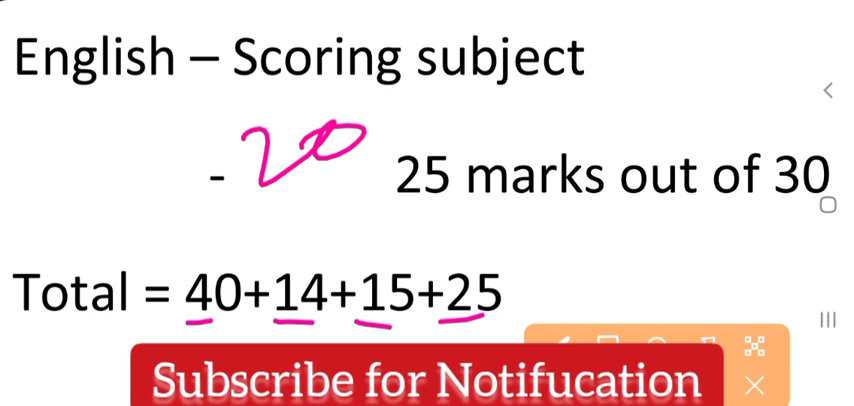 English – Scoring subject
- 20 25 marks out of 30
Total = 40+14+15+25
Subscribe for Notifucation